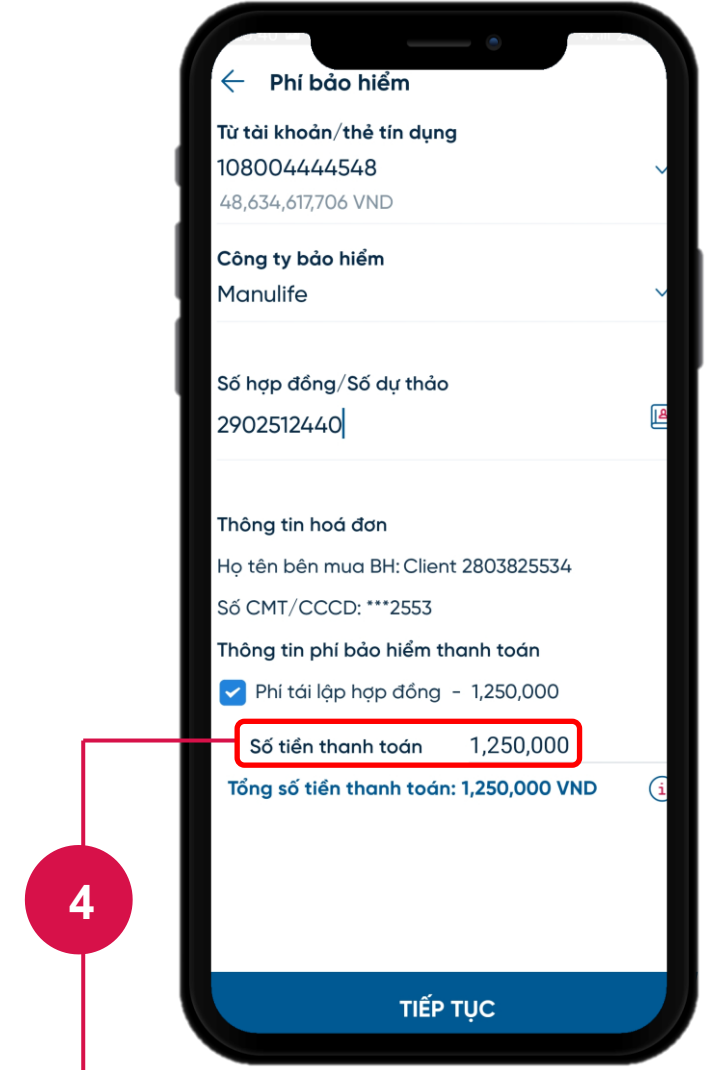 Phí bảo hiểm
Từ tài khoản/thẻ tín dụng
108004444548
48,634,617,706 VND
Công ty bảo hiểm
Manulife
Số hợp đồng/Số dự thảo
2902512440
Thông tin hoá đơn
Họ tên bên mua BH: Client 2803825534
Số CMT/CCCD: ***2553
Thông tin phí bảo hiểm thanh toán
Phí tái lập hợp đồng - 1,250,000
Số tiền thanh toán 1,250,000
Tổng số tiền thanh toán: 1,250,000 VND
4
TIẾP TỤC